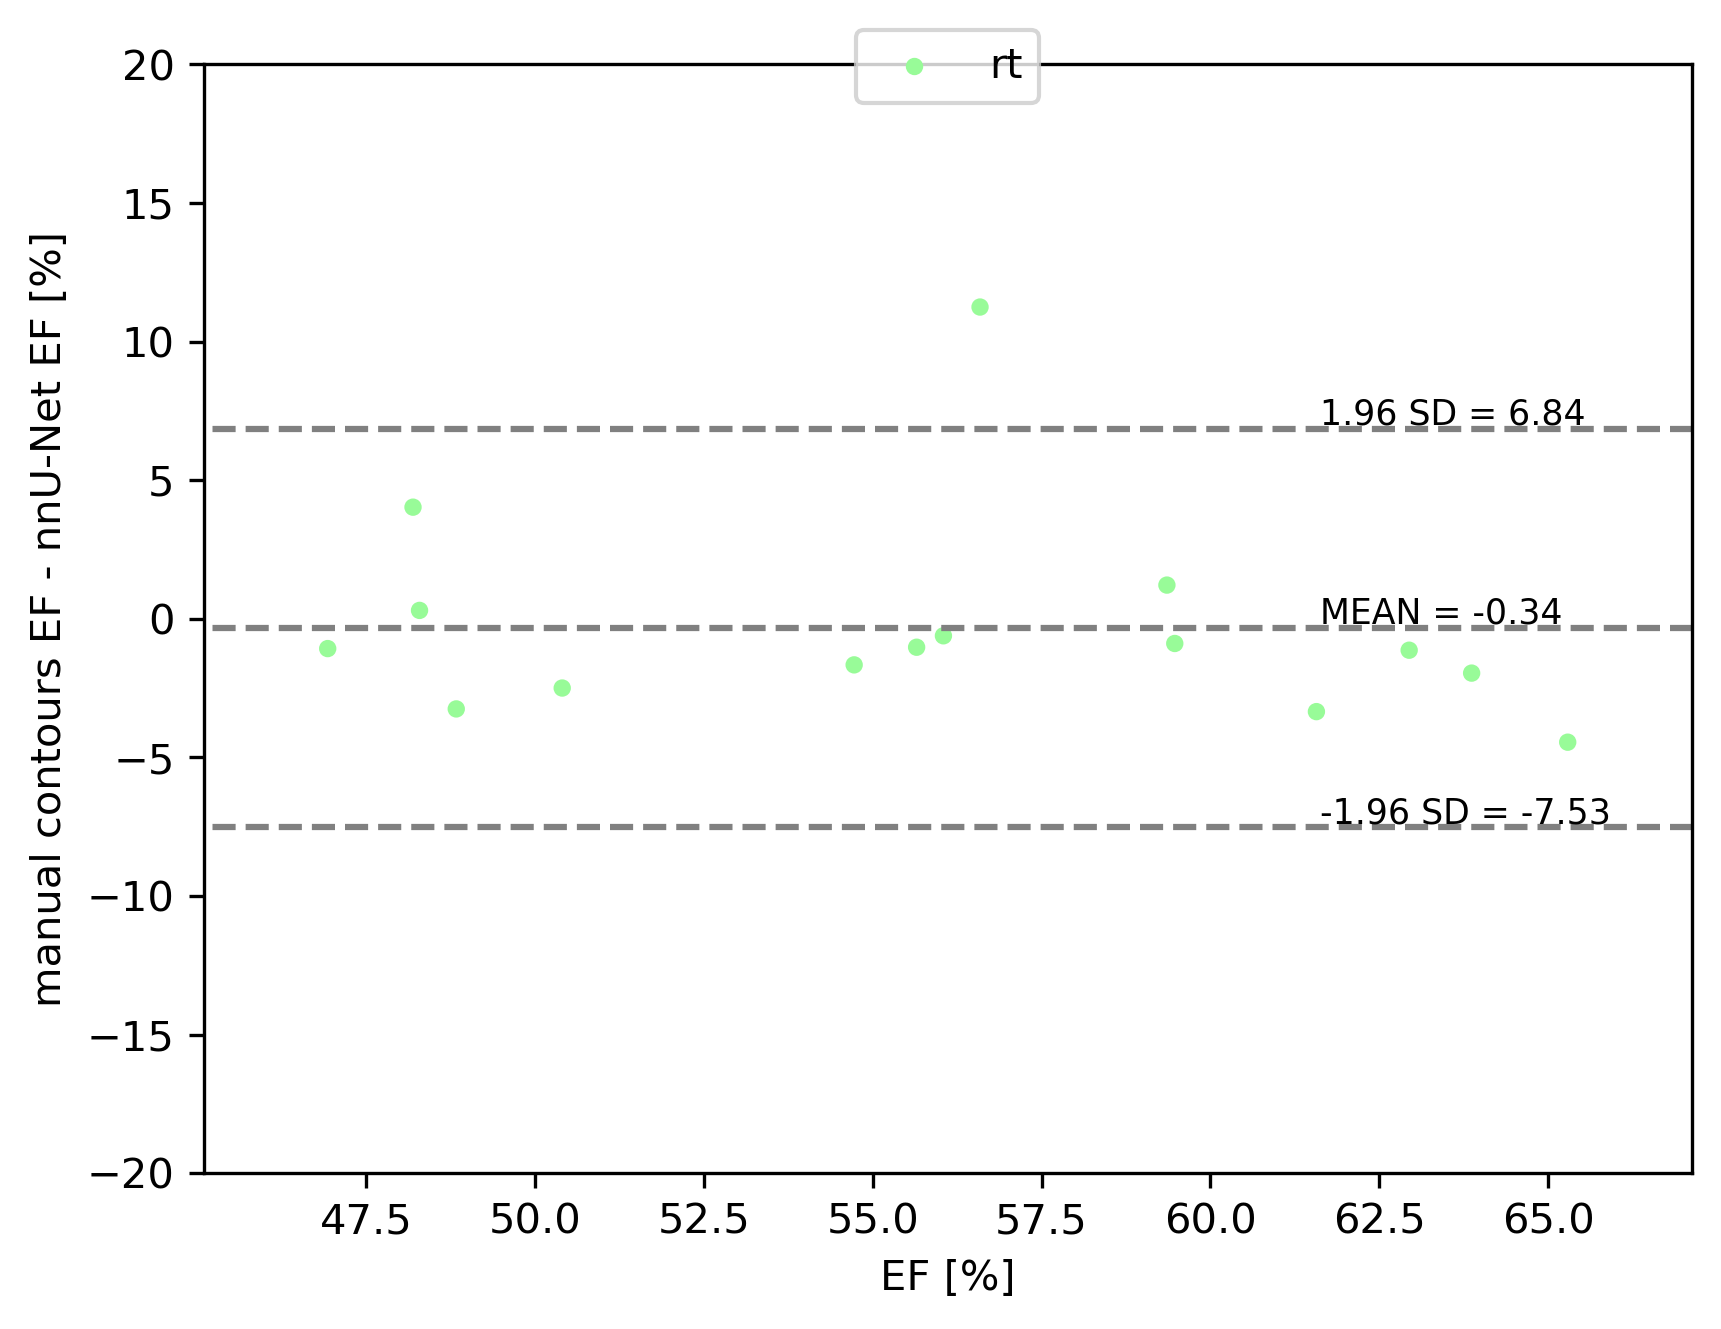 rt
20
15
10
5
0
−5
−10
−15
−20
manual contours EF - nnU-Net EF [%]
1.96 SD = 6.84
MEAN = -0.34
-1.96 SD = -7.53
47.5 50.0 52.5 55.0 57.5 60.0 62.5 65.0
EF [%]